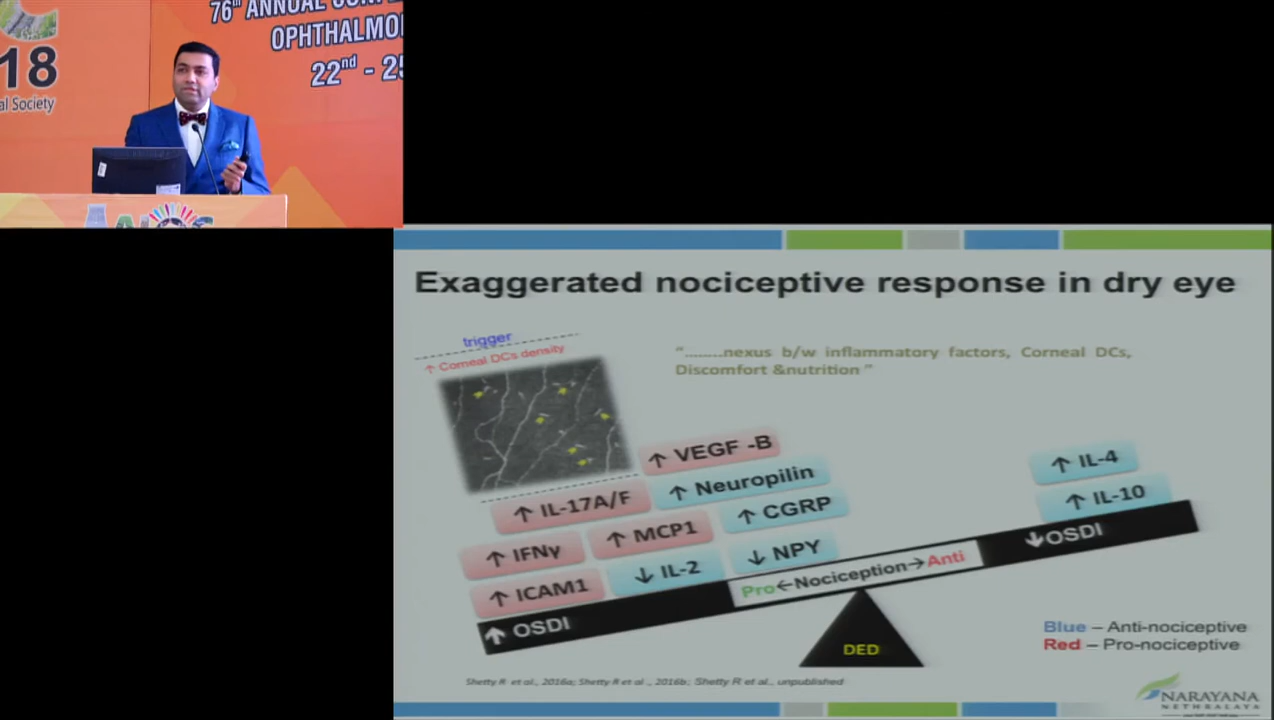 76th ANNUAL CONFE
OPHTHALMO
22nd - 25
18
al Society
Exaggerated nociceptive response in dry eye
trigger
↑ Corneal DCs density
“........nexus b/w inflammatory factors, Corneal DCs,
Discomfort &nutrition ”
↑ VEGF -B
↑ Neuropilin
↑ IL-17A/F
↑ CGRP
↑ IFNγ
↑ MCP1
↓ NPY
↑ ICAM1
↓ IL-2
↑ IL-4
↑ IL-10
↑ OSDI
Pro←Nociception→Anti
↓OSDI
DED
Blue – Anti-nociceptive
Red – Pro-nociceptive
Shetty R et al., 2016a; Shetty R et al., 2016b; Shetty R et al., unpublished
NARAYANA
NETHRALAYA